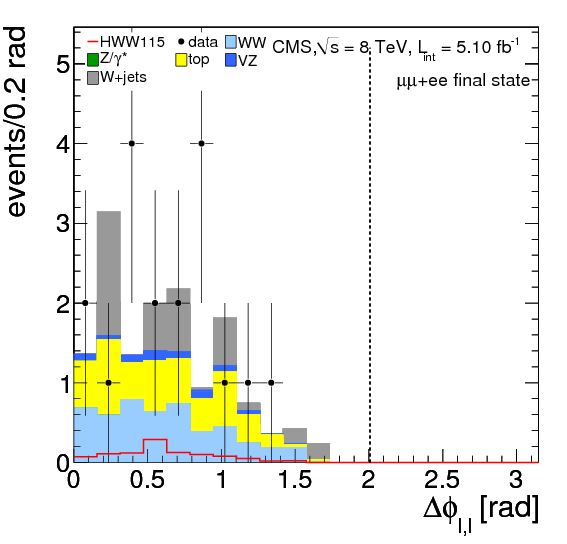 HWW115 data WW CMS,√s = 8 TeV, Lint = 5.10 fb-1
Z/γ* top VZ
W+jets μμ+ee final state
events/0.2 rad
5
4
3
2
1
0
0 0.5 1 1.5 2 2.5 3
Δϕl,l [rad]